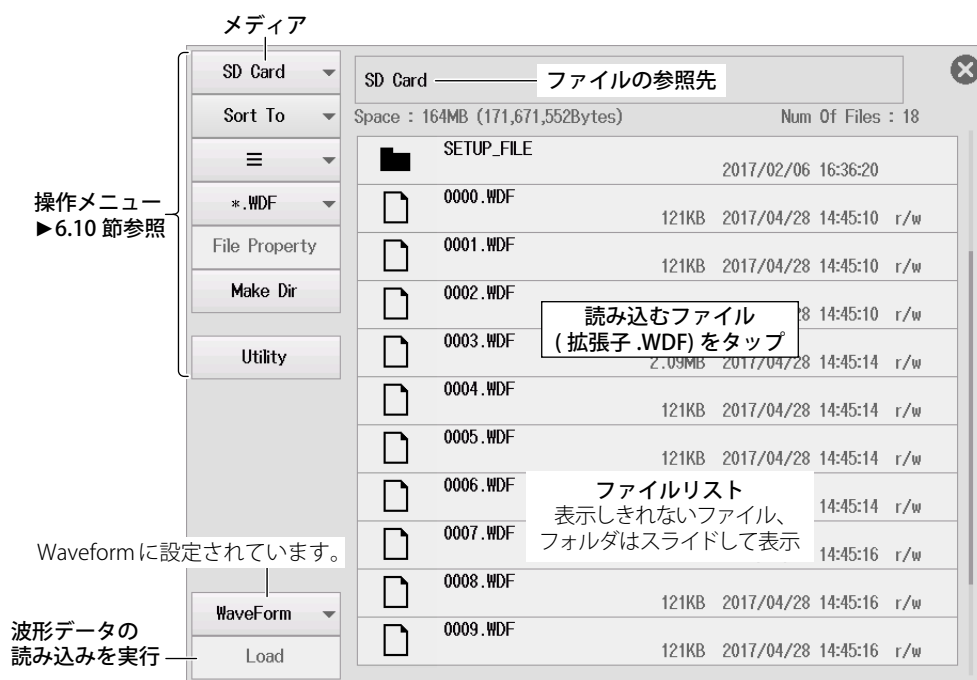 メディア
SD Card
SD Card
ファイルの参照先
Sort To
Space : 164MB (171,671,552Bytes)
Num Of Files : 18
SETUP_FILE
2017/02/06 16:36:20
操作メニュー
▶6.10 節参照
*.WDF
0000.WDF
121KB 2017/04/28 14:45:10 r/w
File Property
0001.WDF
121KB 2017/04/28 14:45:10 r/w
Make Dir
0002.WDF
14:45:10 r/w
読み込むファイル
( 拡張子 .WDF) をタップ
Utility
0003.WDF
2.09MB 2017/04/28 14:45:14 r/w
0004.WDF
121KB 2017/04/28 14:45:14 r/w
0005.WDF
121KB 2017/04/28 14:45:14 r/w
0006.WDF
14:45:14 r/w
ファイルリスト
表示しきれないファイル、
フォルダはスライドして表示
0007.WDF
14:45:16 r/w
Waveformに設定されています。
0008.WDF
121KB 2017/04/28 14:45:16 r/w
WaveForm
0009.WDF
121KB 2017/04/28 14:45:16 r/w
波形データの
読み込みを実行
Load